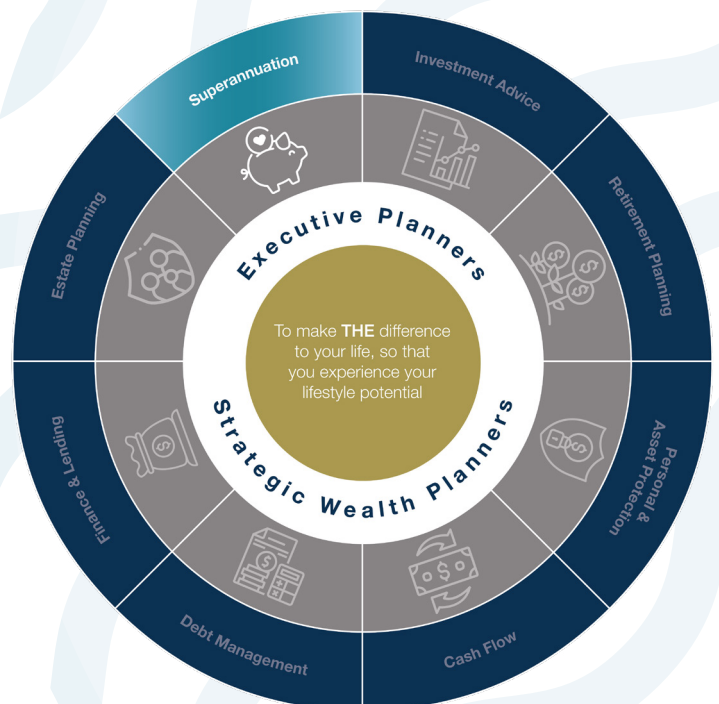 Superannuation
Investment Advice
Retirement Planning
Personal &
Asset Protection
Cash Flow
Debt Management
Finance & Lending
Estate Planning
Executive Planners
To make THE difference
to your life, so that
you experience your
lifestyle potential
Strategic Wealth Planners